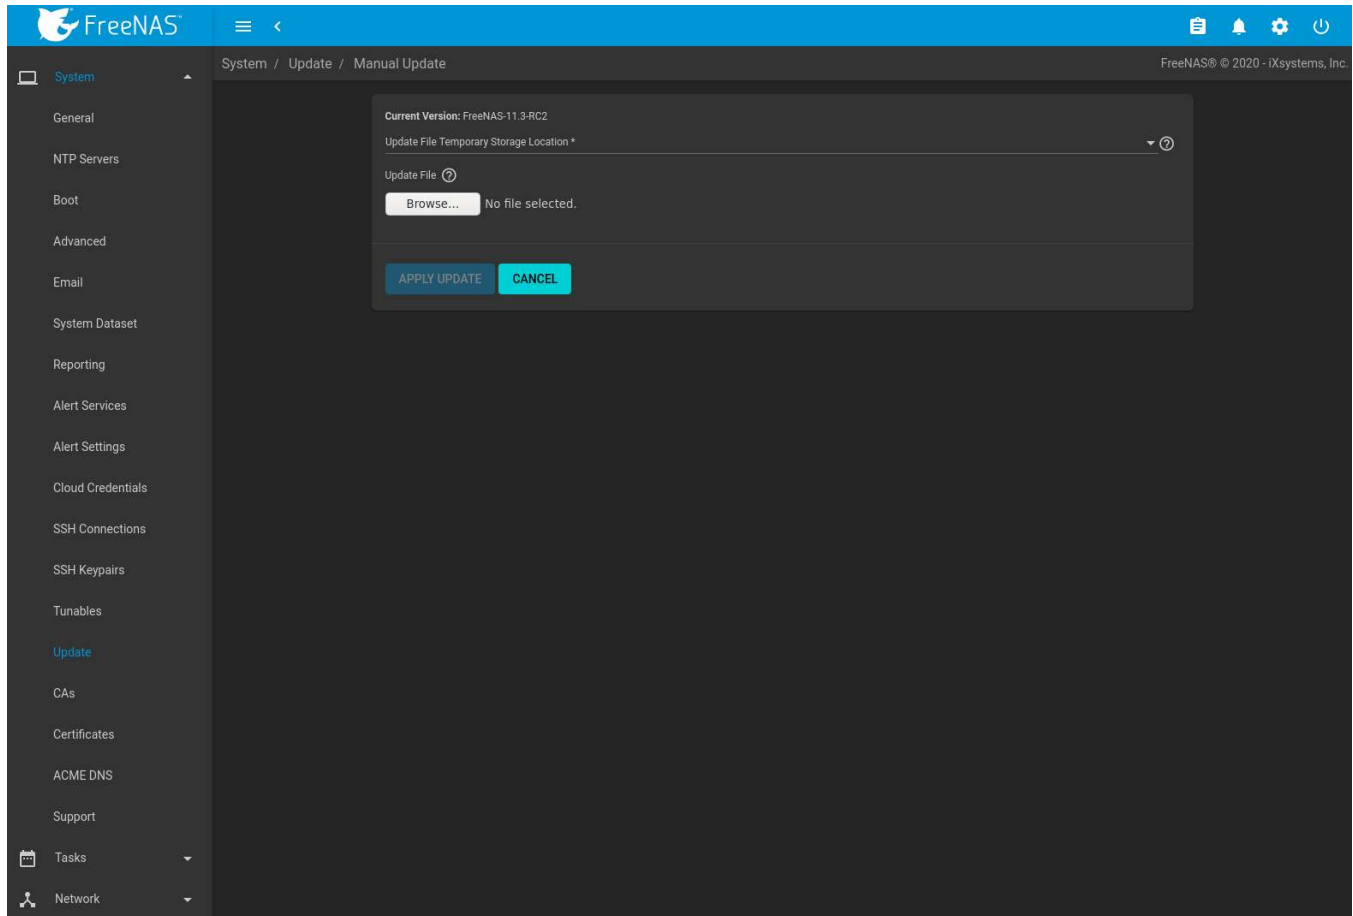 FreeNAS™
System / Update / Manual Update
FreeNAS® © 2020 - iXsystems, Inc.
System
General
NTP Servers
Boot
Advanced
Email
System Dataset
Reporting
Alert Services
Alert Settings
Cloud Credentials
SSH Connections
SSH Keypairs
Tunables
Update
CAs
Certificates
ACME DNS
Support
Tasks
Network
Current Version: FreeNAS-11.3-RC2
Update File Temporary Storage Location *
Update File
Browse... No file selected.
APPLY UPDATE CANCEL